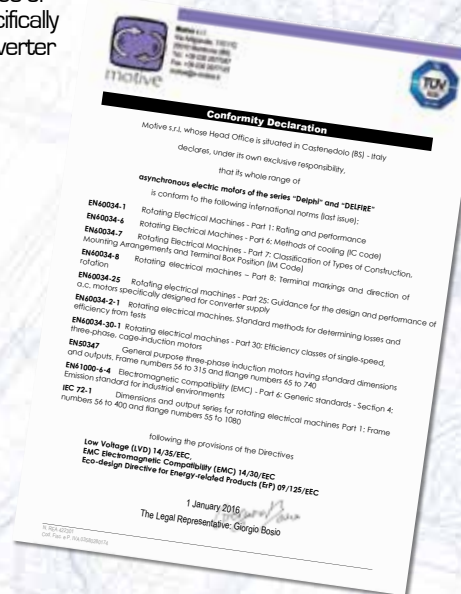 cifically
verter
motive
Motive s.r.l.
TÜV
Conformity Declaration
Motive s.r.l. whose Head Office is situated in Castenedolo (BS) - Italy
declares, under its own exclusive responsibility,
that its whole range of
asynchronous electric motors of the series "Delphi" and "DELFIRE"
is conform to the following international norms (last issue):
EN60034-1 Rotating Electrical Machines - Part 1: Rating and performance
EN60034-6 Rotating Electrical Machines - Part 6: Methods of cooling (IC code)
EN60034-7 Rotating Electrical Machines - Part 7: Classification of Types of Construction,
Mounting Arrangements and Terminal Box Position (IM Code)
EN60034-8 Rotating electrical machines – Part 8: Terminal markings and direction of
rotation
EN60034-25 Rotating electrical machines - Part 25: Guidance for the design and performance of
a.c. motors specifically designed for converter supply
EN60034-2-1 Rotating electrical machines. Standard methods for determining losses and
efficiency from tests
EN60034-30-1 Rotating electrical machines - Part 30: Efficiency classes of single-speed,
three-phase, cage-induction motors
EN50347 General purpose three-phase induction motors having standard dimensions
and outputs. Frame numbers 56 to 315 and flange numbers 65 to 740
EN61000-6-4 Electromagnetic compatibility (EMC) - Part 6: Generic standards - Section 4:
Emission standard for industrial environments
IEC 72-1 Dimensions and output series for rotating electrical machines Part 1: Frame
numbers 56 to 400 and flange numbers 55 to 1080
following the provisions of the Directives
Low Voltage (LVD) 14/35/EEC,
EMC Electromagnetic Compatibility (EMC) 14/30/EEC
Eco-design Directive for Energy-related Products (ErP) 09/125/EEC
1 January 2016
The Legal Representative: Giorgio Bosio